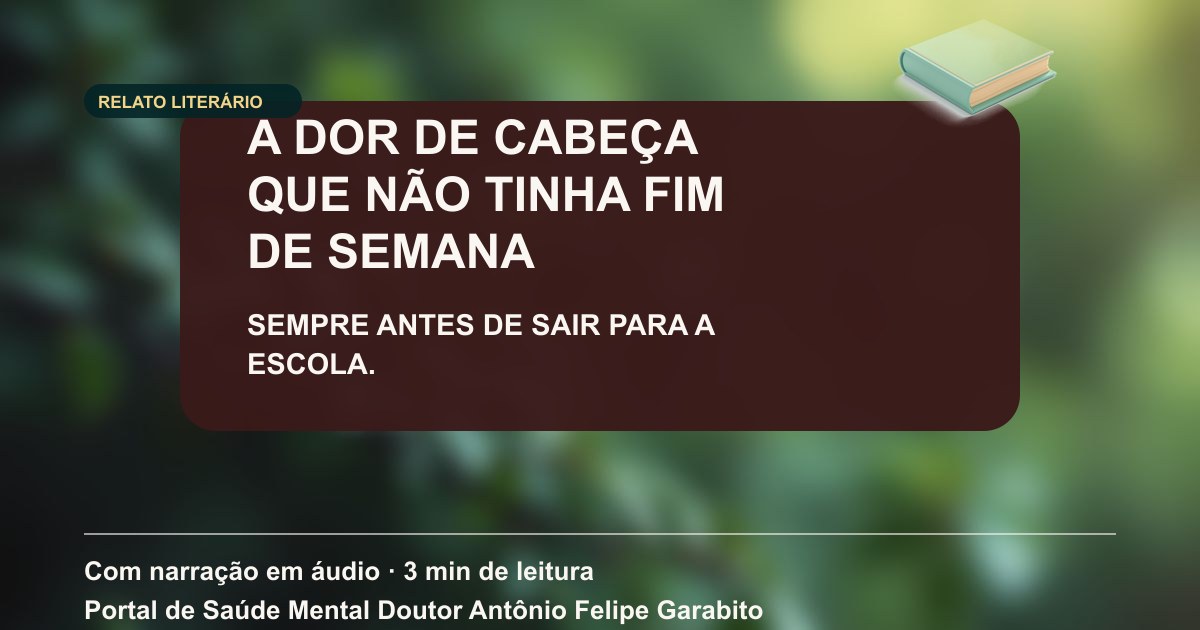 RELATO LITERÁRIO
A DOR DE CABEÇA
QUE NÃO TINHA FIM
DE SEMANA
SEMPRE ANTES DE SAIR PARA A
ESCOLA.
Com narração em áudio · 3 min de leitura
Portal de Saúde Mental Doutor Antônio Felipe Garabito